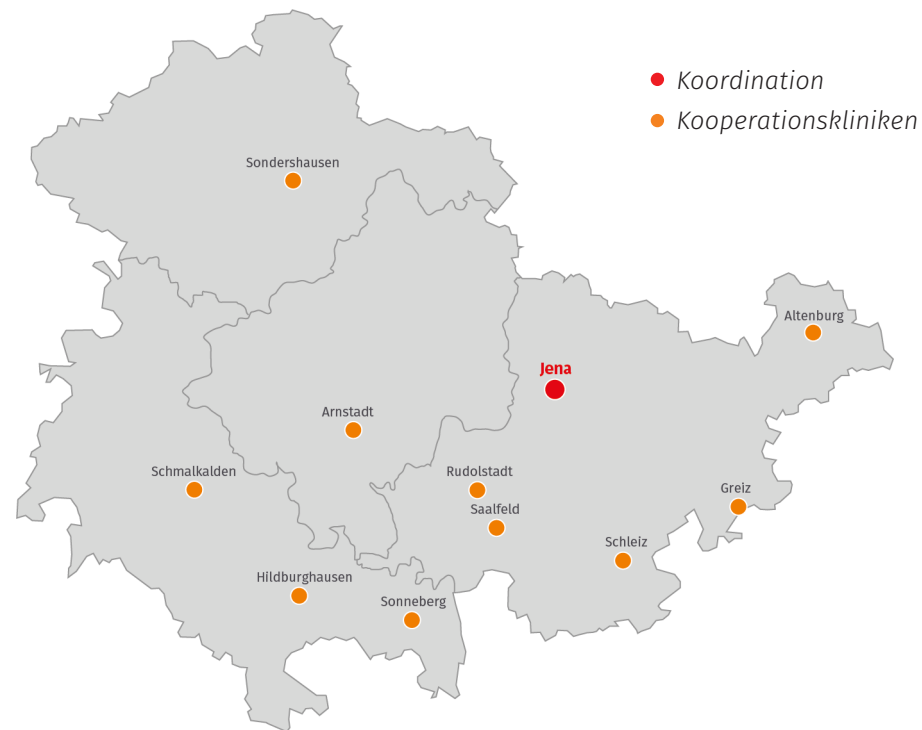 Koordination
Kooperationskliniken
Sondershausen
Altenburg
Jena
Arnstadt
Schmalkalden
Rudolstadt
Greiz
Saalfeld
Schleiz
Hildburghausen
Sonneberg